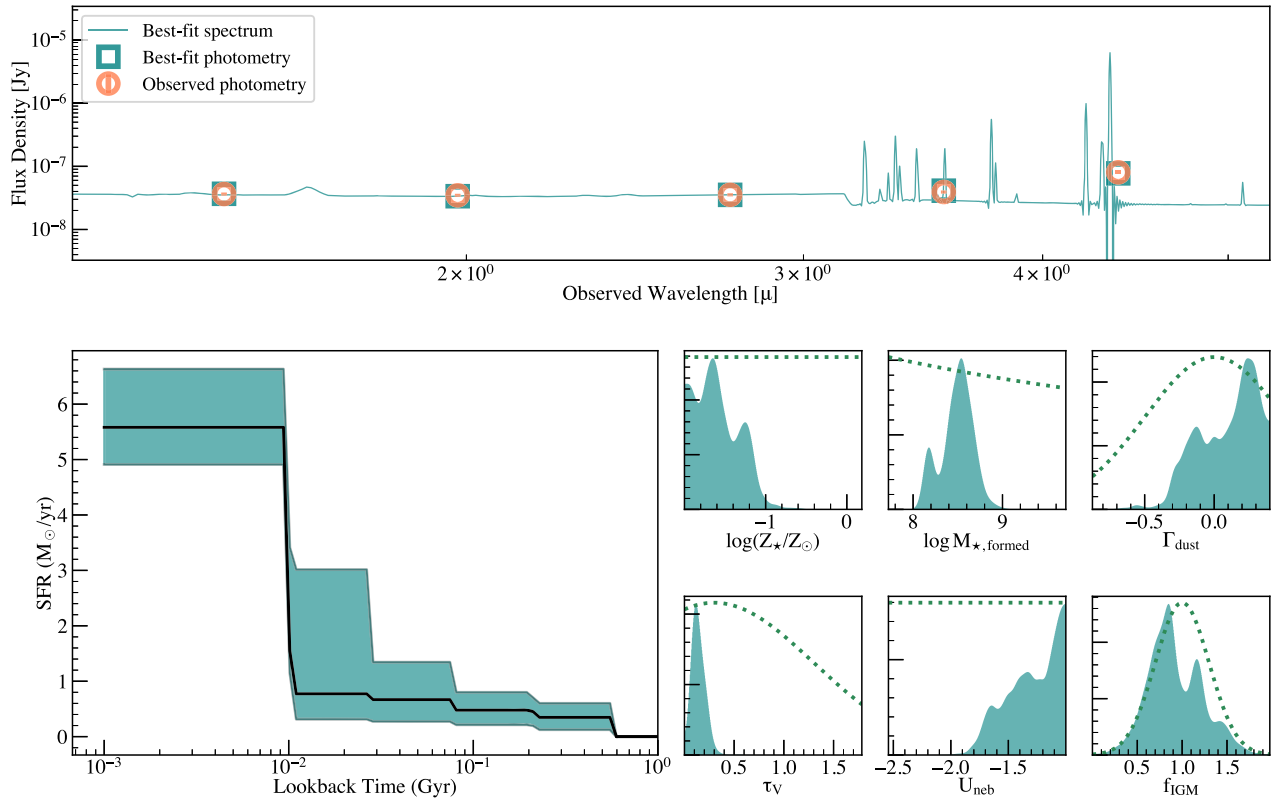 Best-fit spectrum
Best-fit photometry
Observed photometry
Flux Density [Jy]
10⁻⁵
10⁻⁶
10⁻⁷
10⁻⁸
2 × 10⁰
3 × 10⁰
4 × 10⁰
Observed Wavelength [μ]
SFR (M⊙/yr)
6
5
4
3
2
1
0
10⁻³
10⁻²
10⁻¹
10⁰
Lookback Time (Gyr)
−1
0
log(Z⋆/Z⊙)
8
9
log M⋆,formed
−0.5
0.0
Γdust
0.5
1.0
1.5
τV
−2.5
−2.0
−1.5
Uneb
0.5
1.0
1.5
fIGM